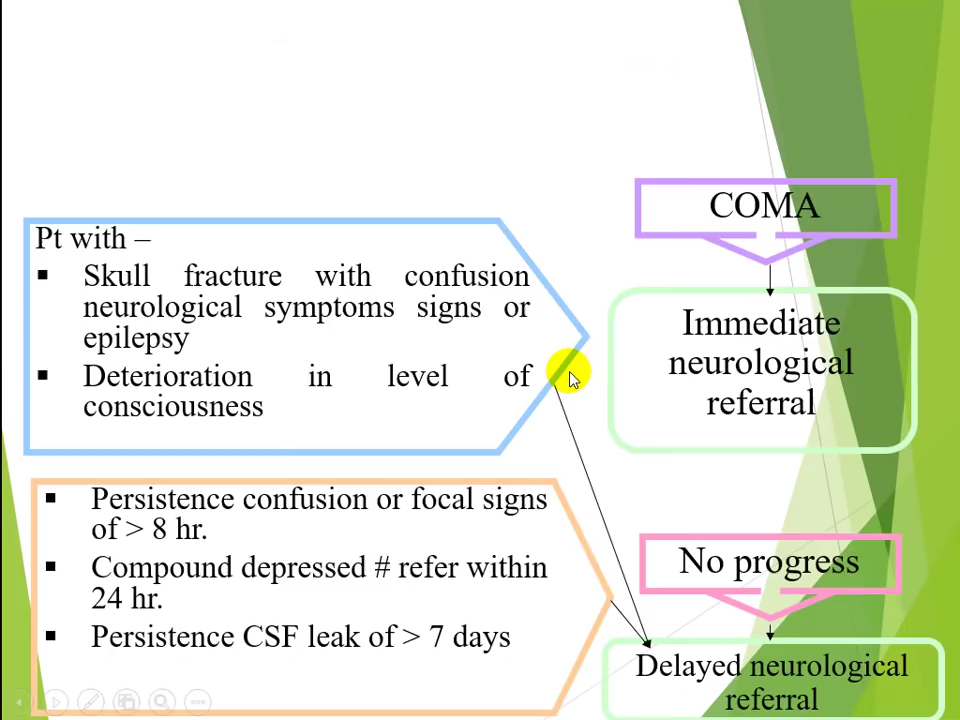 Pt with –
▪ Skull fracture with confusion
neurological symptoms signs or
epilepsy
▪ Deterioration in level of
consciousness
▪ Persistence confusion or focal signs
of > 8 hr.
▪ Compound depressed # refer within
24 hr.
▪ Persistence CSF leak of > 7 days
COMA
Immediate
neurological
referral
No progress
Delayed neurological
referral